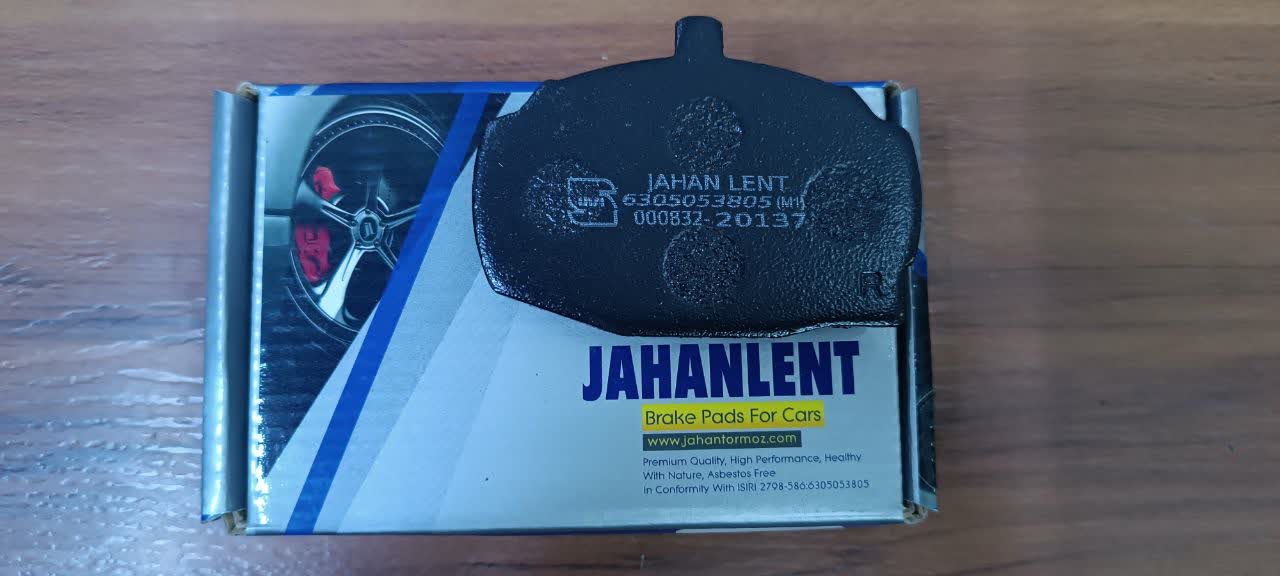 JAHAN LENT
6305053805 (M1)
000832-20137
R
JAHANLENT
Brake Pads For Cars
www.jahantormoz.com
Premium Quality, High Performance, Healthy
With Nature, Asbestos Free
In Conformity With ISIRI 2798-586:6305053805